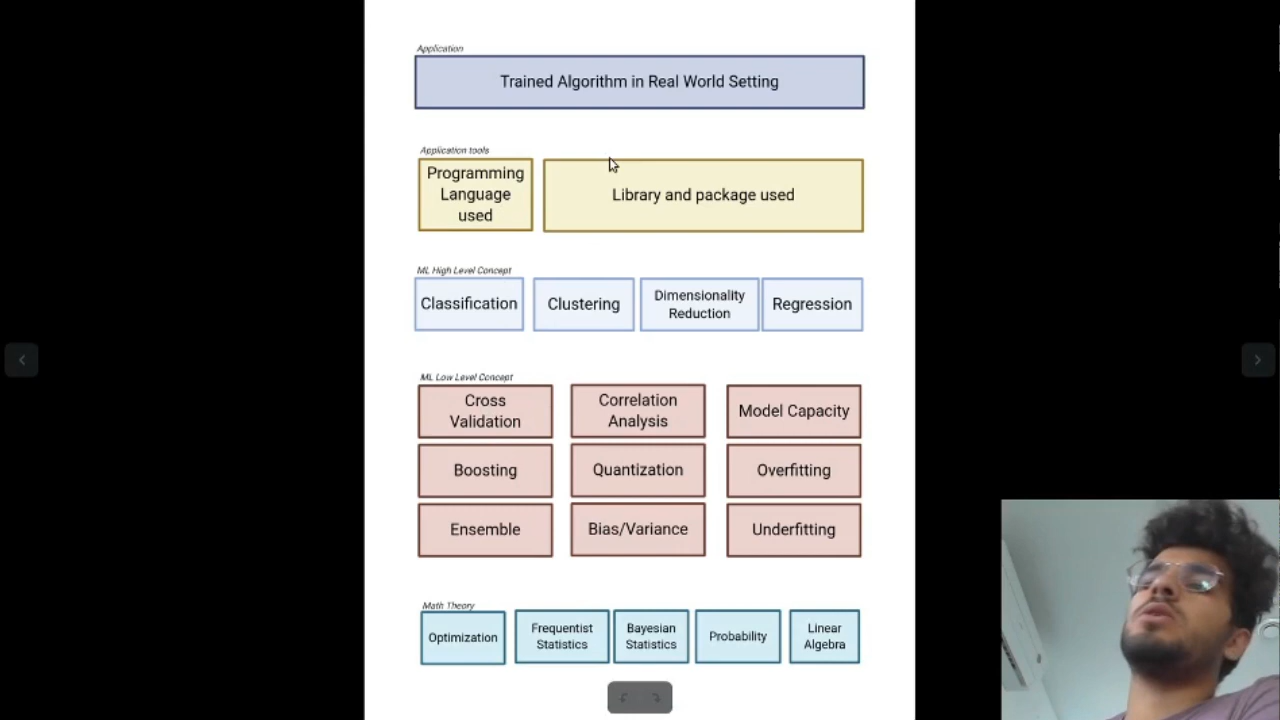 Application
Trained Algorithm in Real World Setting
Application tools
Programming
Language
used
Library and package used
ML High Level Concept
Classification
Clustering
Dimensionality
Reduction
Regression
ML Low Level Concept
Cross
Validation
Correlation
Analysis
Model Capacity
Boosting
Quantization
Overfitting
Ensemble
Bias/Variance
Underfitting
Math Theory
Optimization
Frequentist
Statistics
Bayesian
Statistics
Probability
Linear
Algebra